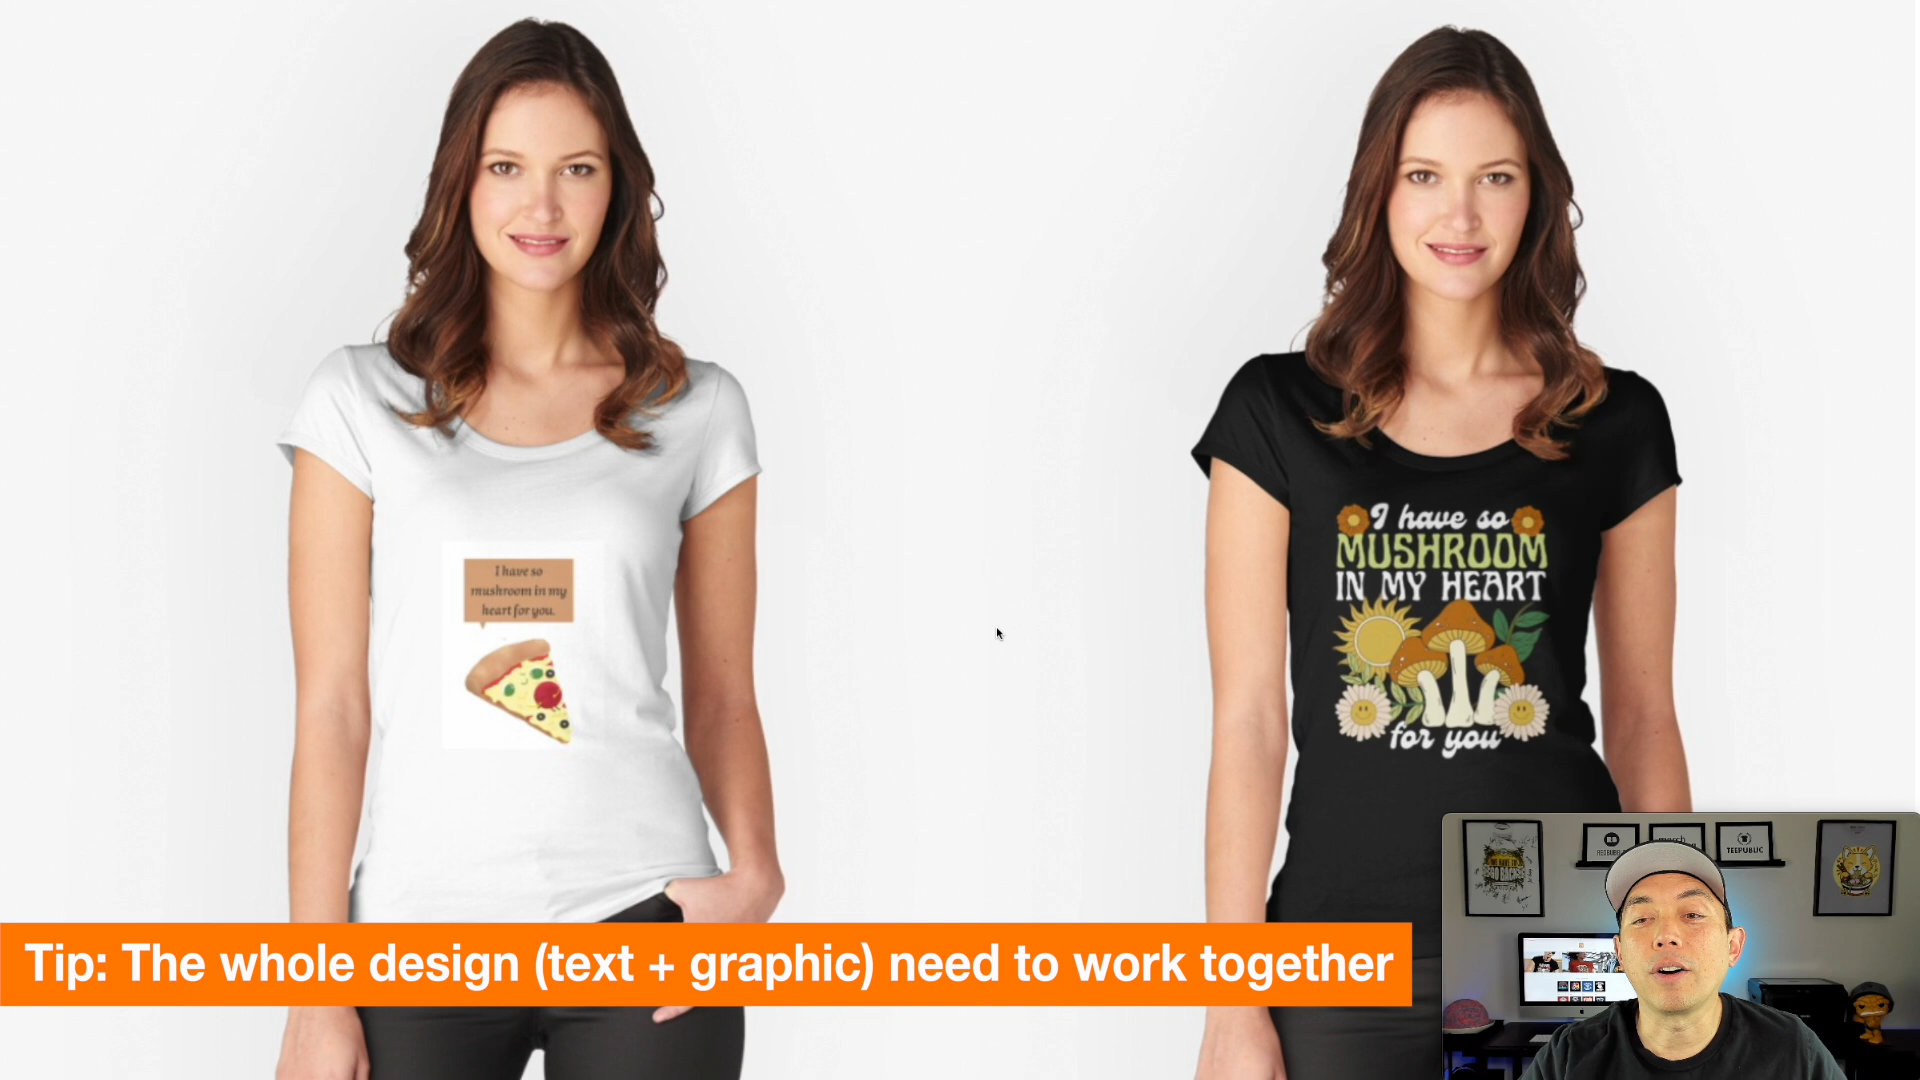 I have so
mushroom in my
heart for you.
I have so
MUSHROOM
IN MY HEART
for you
Tip: The whole design (text + graphic) need to work together
TEEPUBLIC